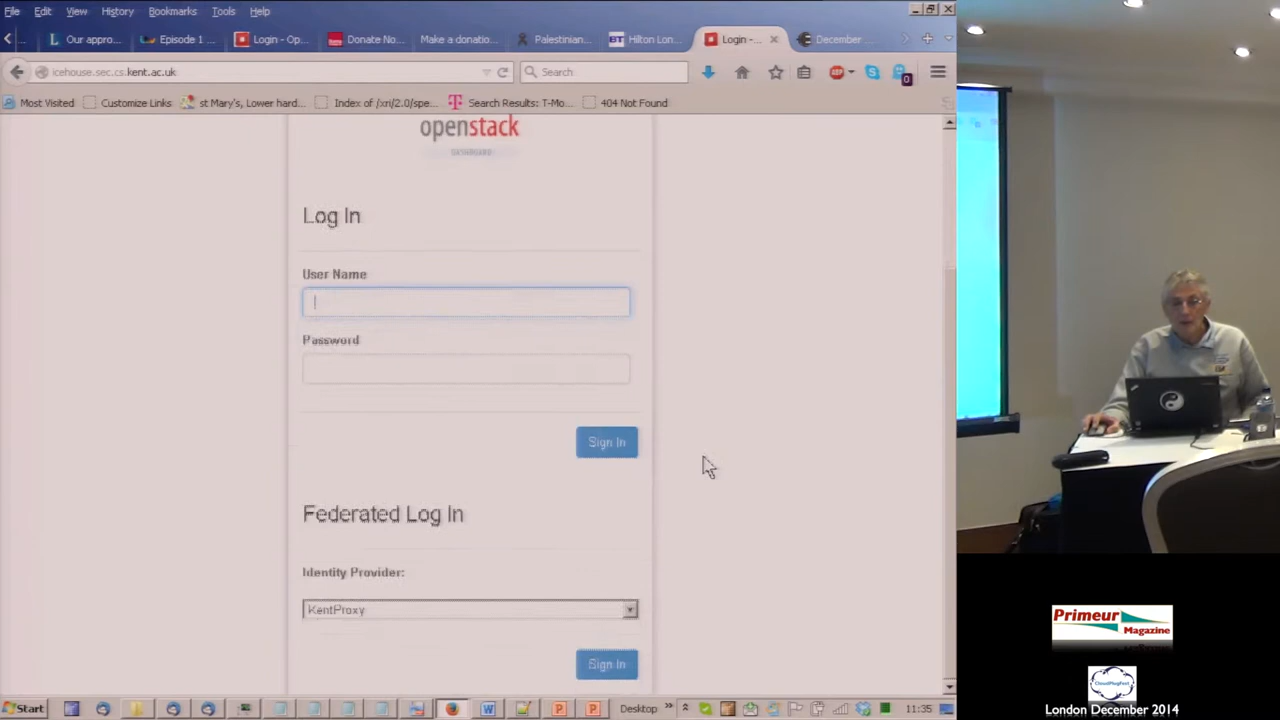 File Edit View History Bookmarks Tools Help
Our appro... Episode 1 ... Login - Op... Donate No... Make a donatio... Palestinian... Hilton Lon... Login -... December
icehouse.sec.cs.kent.ac.uk Search 0
Most Visited Customize Links st Mary's, Lower hard... Index of /xri/2.0/spe... Search Results: T-Mo... 404 Not Found
openstack
DASHBOARD
Log In
User Name
Password
Sign In
Federated Log In
Identity Provider:
KentProxy
Sign In
Start Desktop 11:35
Primeur
Magazine
CloudPlugFest
London December 2014